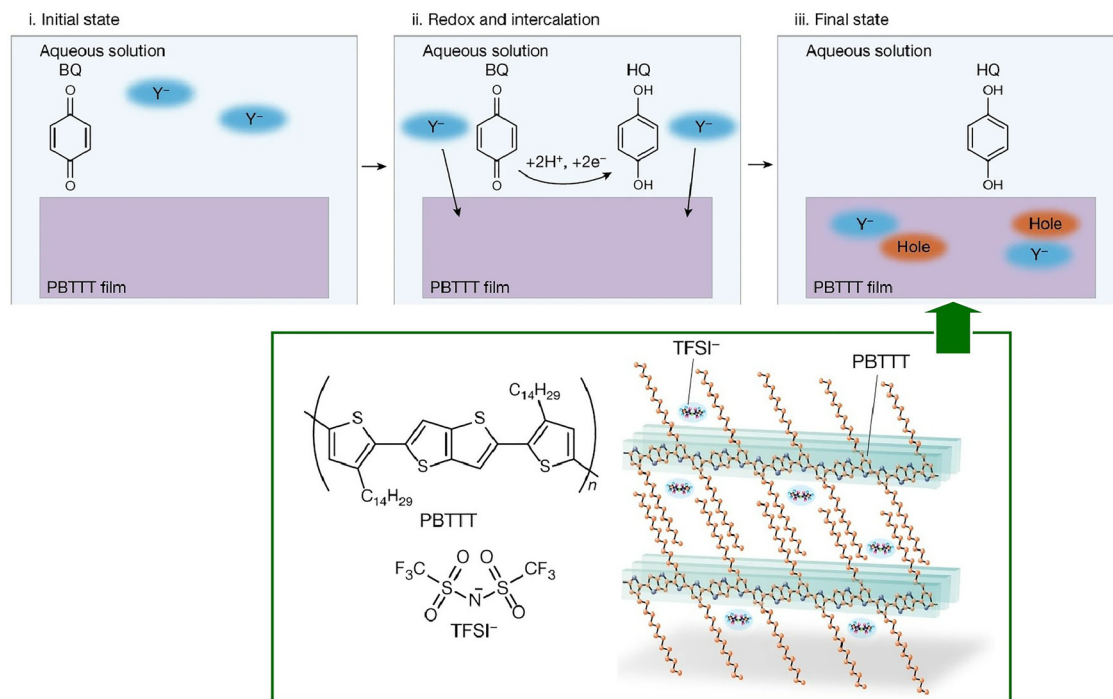 i. Initial state
Aqueous solution
BQ
O
O
Y⁻
Y⁻
PBTTT film
ii. Redox and intercalation
Aqueous solution
BQ
HQ
O
OH
Y⁻
Y⁻
+2H⁺, +2e⁻
O
OH
PBTTT film
iii. Final state
Aqueous solution
HQ
OH
OH
Y⁻
Hole
Hole
Y⁻
PBTTT film
C₁₄H₂₉
S
S
S
S
n
C₁₄H₂₉
PBTTT
F₃C
O
O
CF₃
S
S
O
N⁻
O
TFSI⁻
TFSI⁻
PBTTT